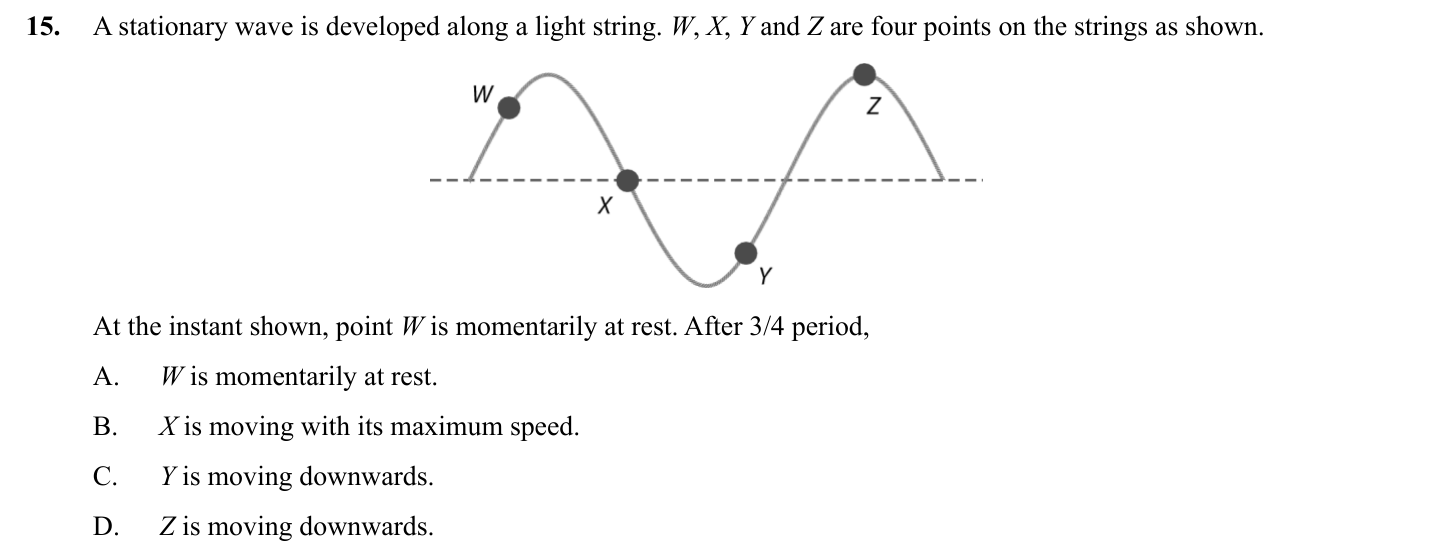 15. A stationary wave is developed along a light string. W, X, Y and Z are four points on the strings as shown.
W
Z
X
Y
At the instant shown, point W is momentarily at rest. After 3/4 period,
A. W is momentarily at rest.
B. X is moving with its maximum speed.
C. Y is moving downwards.
D. Z is moving downwards.